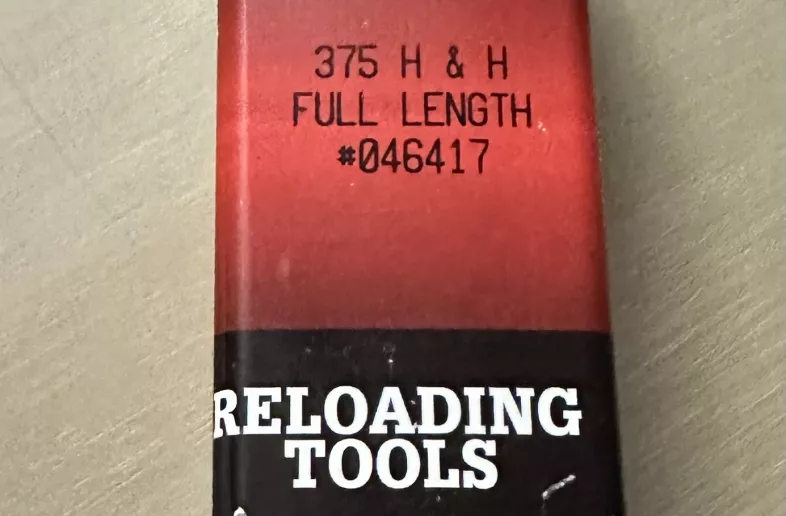 375 H & H
FULL LENGTH
#046417
RELOADING
TOOLS